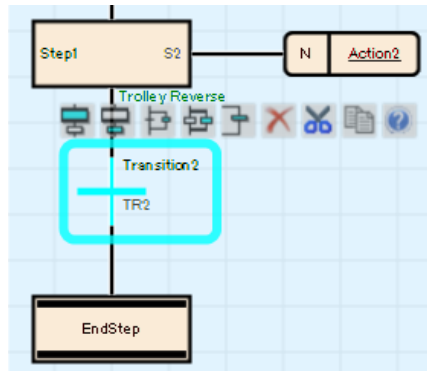 Step1 S2 N Action2
Trolley Reverse
Transition2
TR2
EndStep